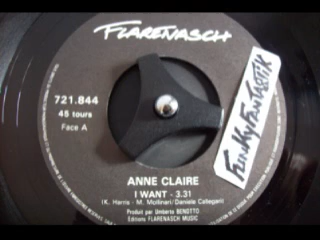 FLARENASCH
721.844
45 tours
Face A
FUNKYFANTASTIK
ANNE CLAIRE
I WANT - 3.31
(K. Harris - M. Mollinari/Daniele Callegari)
Produit par Umberto BENOTTO
Editions FLARENASCH MUSIC